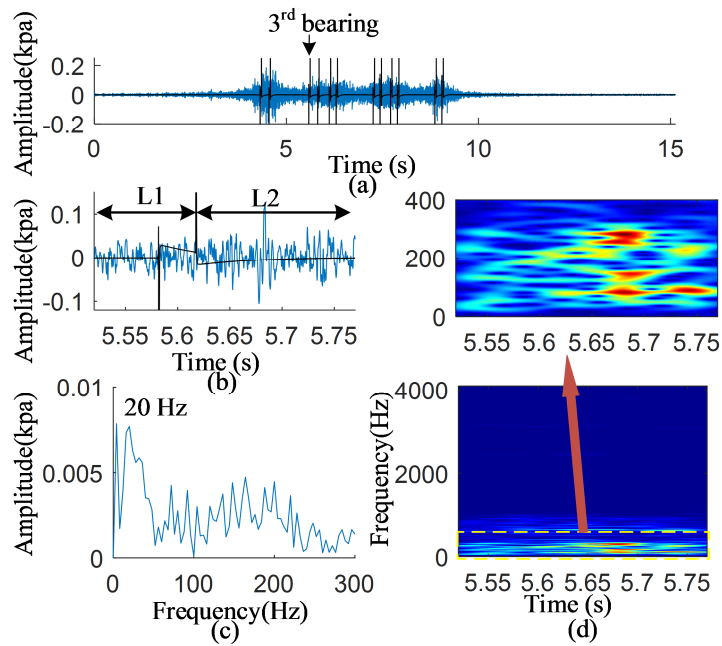 3rd bearing
Amplitude(kpa)
0.2
0
-0.2
0 5 10 15
Time (s)
(a)
L1 L2
Amplitude(kpa)
0.1
0
-0.1
5.55 5.6 5.65 5.7 5.75
Time (s)
(b)
400
200
0
5.55 5.6 5.65 5.7 5.75
20 Hz
Amplitude(kpa)
0.01
0.005
0
0 100 200 300
Frequency(Hz)
(c)
Frequency(Hz)
4000
2000
0
5.55 5.6 5.65 5.7 5.75
Time (s)
(d)